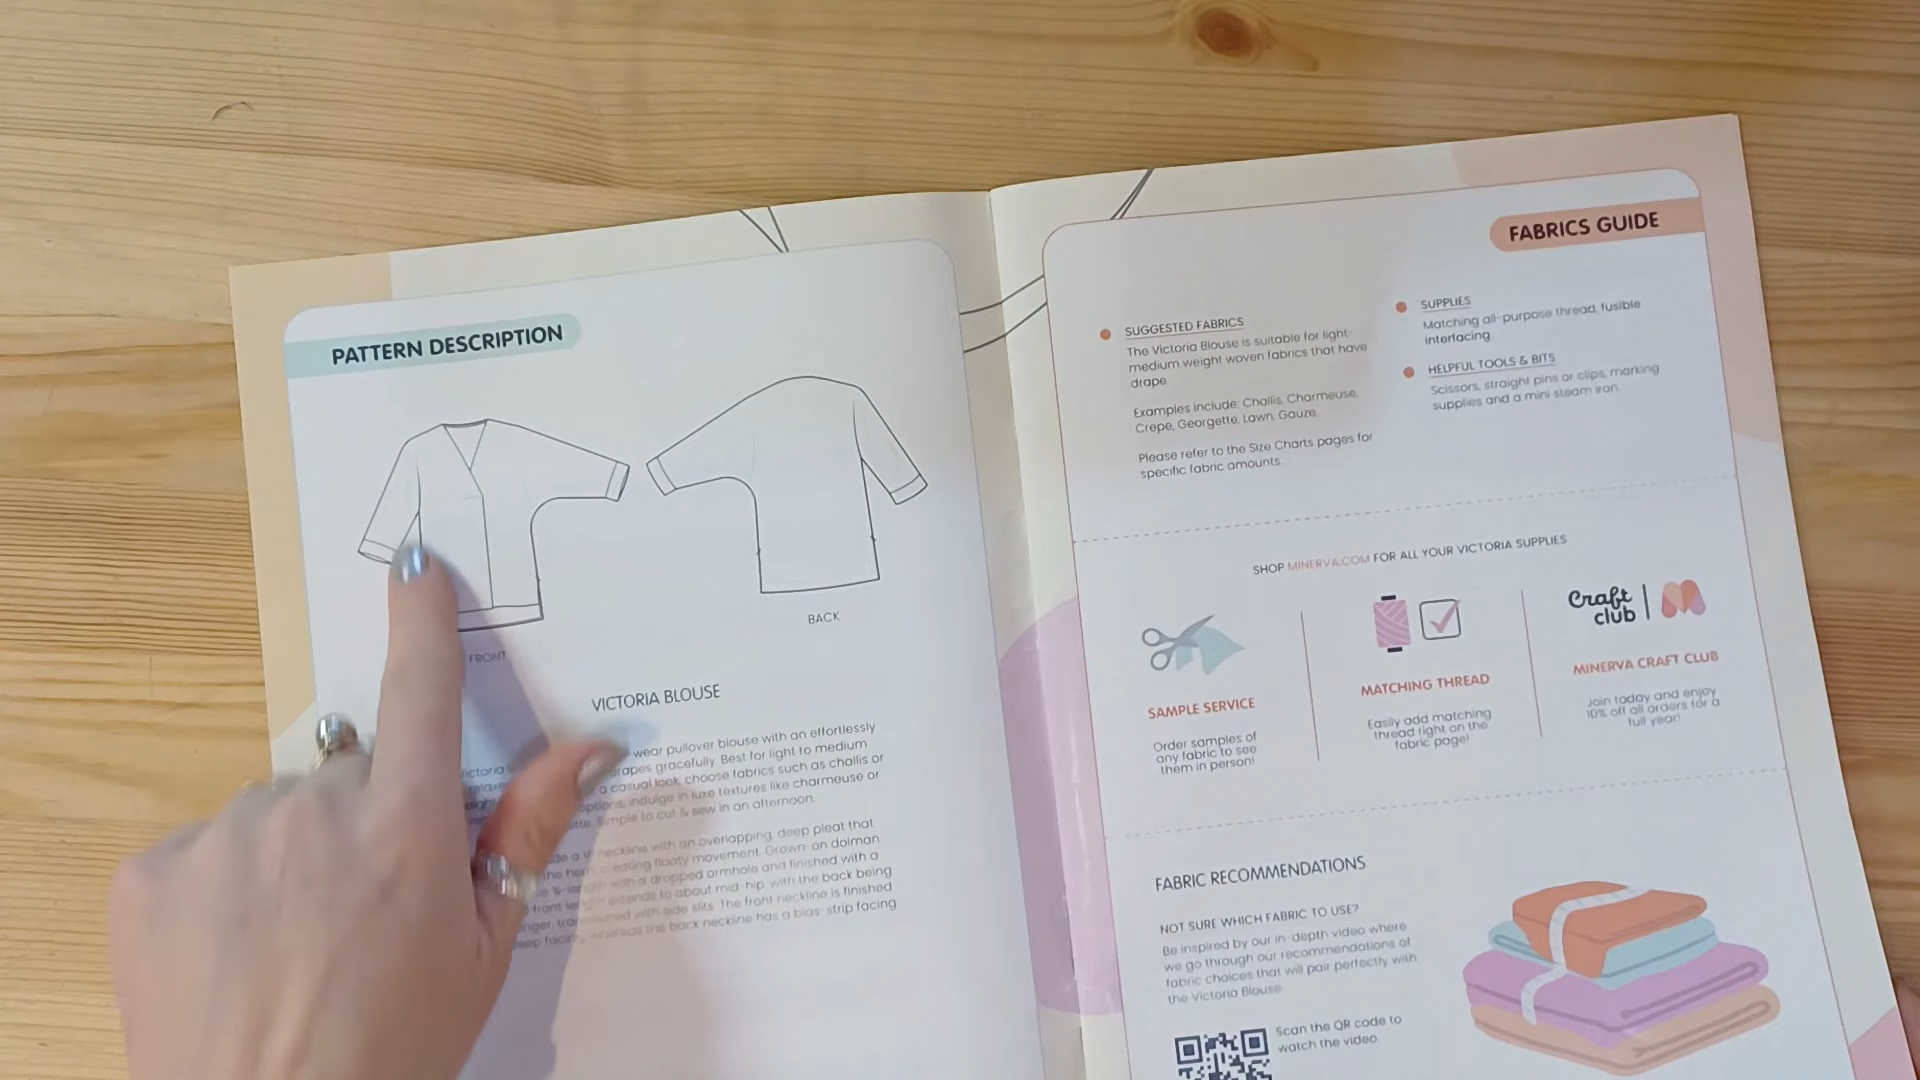 PATTERN DESCRIPTION
FRONT
BACK
VICTORIA BLOUSE
wear pullover blouse with an effortlessly
drapes gracefully. Best for light to medium
a casual look, choose fabrics such as challis or
options, indulge in luxe textures like charmeuse or
Simple to cut & sew in an afternoon.
neckline with an overlapping, deep pleat that
creating floaty movement. Grown-on dolman
with a dropped armhole and finished with a
front length extends to about mid-hip, with the back being
with side slits. The front neckline is finished
facing, whereas the back neckline has a bias-strip facing
FABRICS GUIDE
SUGGESTED FABRICS
The Victoria Blouse is suitable for light-
medium weight woven fabrics that have
drape
Examples include: Challis, Charmeuse,
Crepe, Georgette, Lawn, Gauze
Please refer to the Size Charts pages for
specific fabric amounts
SUPPLIES
Matching all-purpose thread, fusible
interfacing
HELPFUL TOOLS & BITS
Scissors, straight pins or clips, marking
supplies and a mini steam iron.
SHOP MINERVA.COM FOR ALL YOUR VICTORIA SUPPLIES
SAMPLE SERVICE
Order samples of
any fabric to see
them in person!
MATCHING THREAD
Easily add matching
thread right on the
fabric page!
Craft
club
MINERVA CRAFT CLUB
Join today and enjoy
10% off all orders for a
full year!
FABRIC RECOMMENDATIONS
NOT SURE WHICH FABRIC TO USE?
Be inspired by our in-depth video where
we go through our recommendations of
fabric choices that will pair perfectly with
the Victoria Blouse.
Scan the QR code to
watch the video.